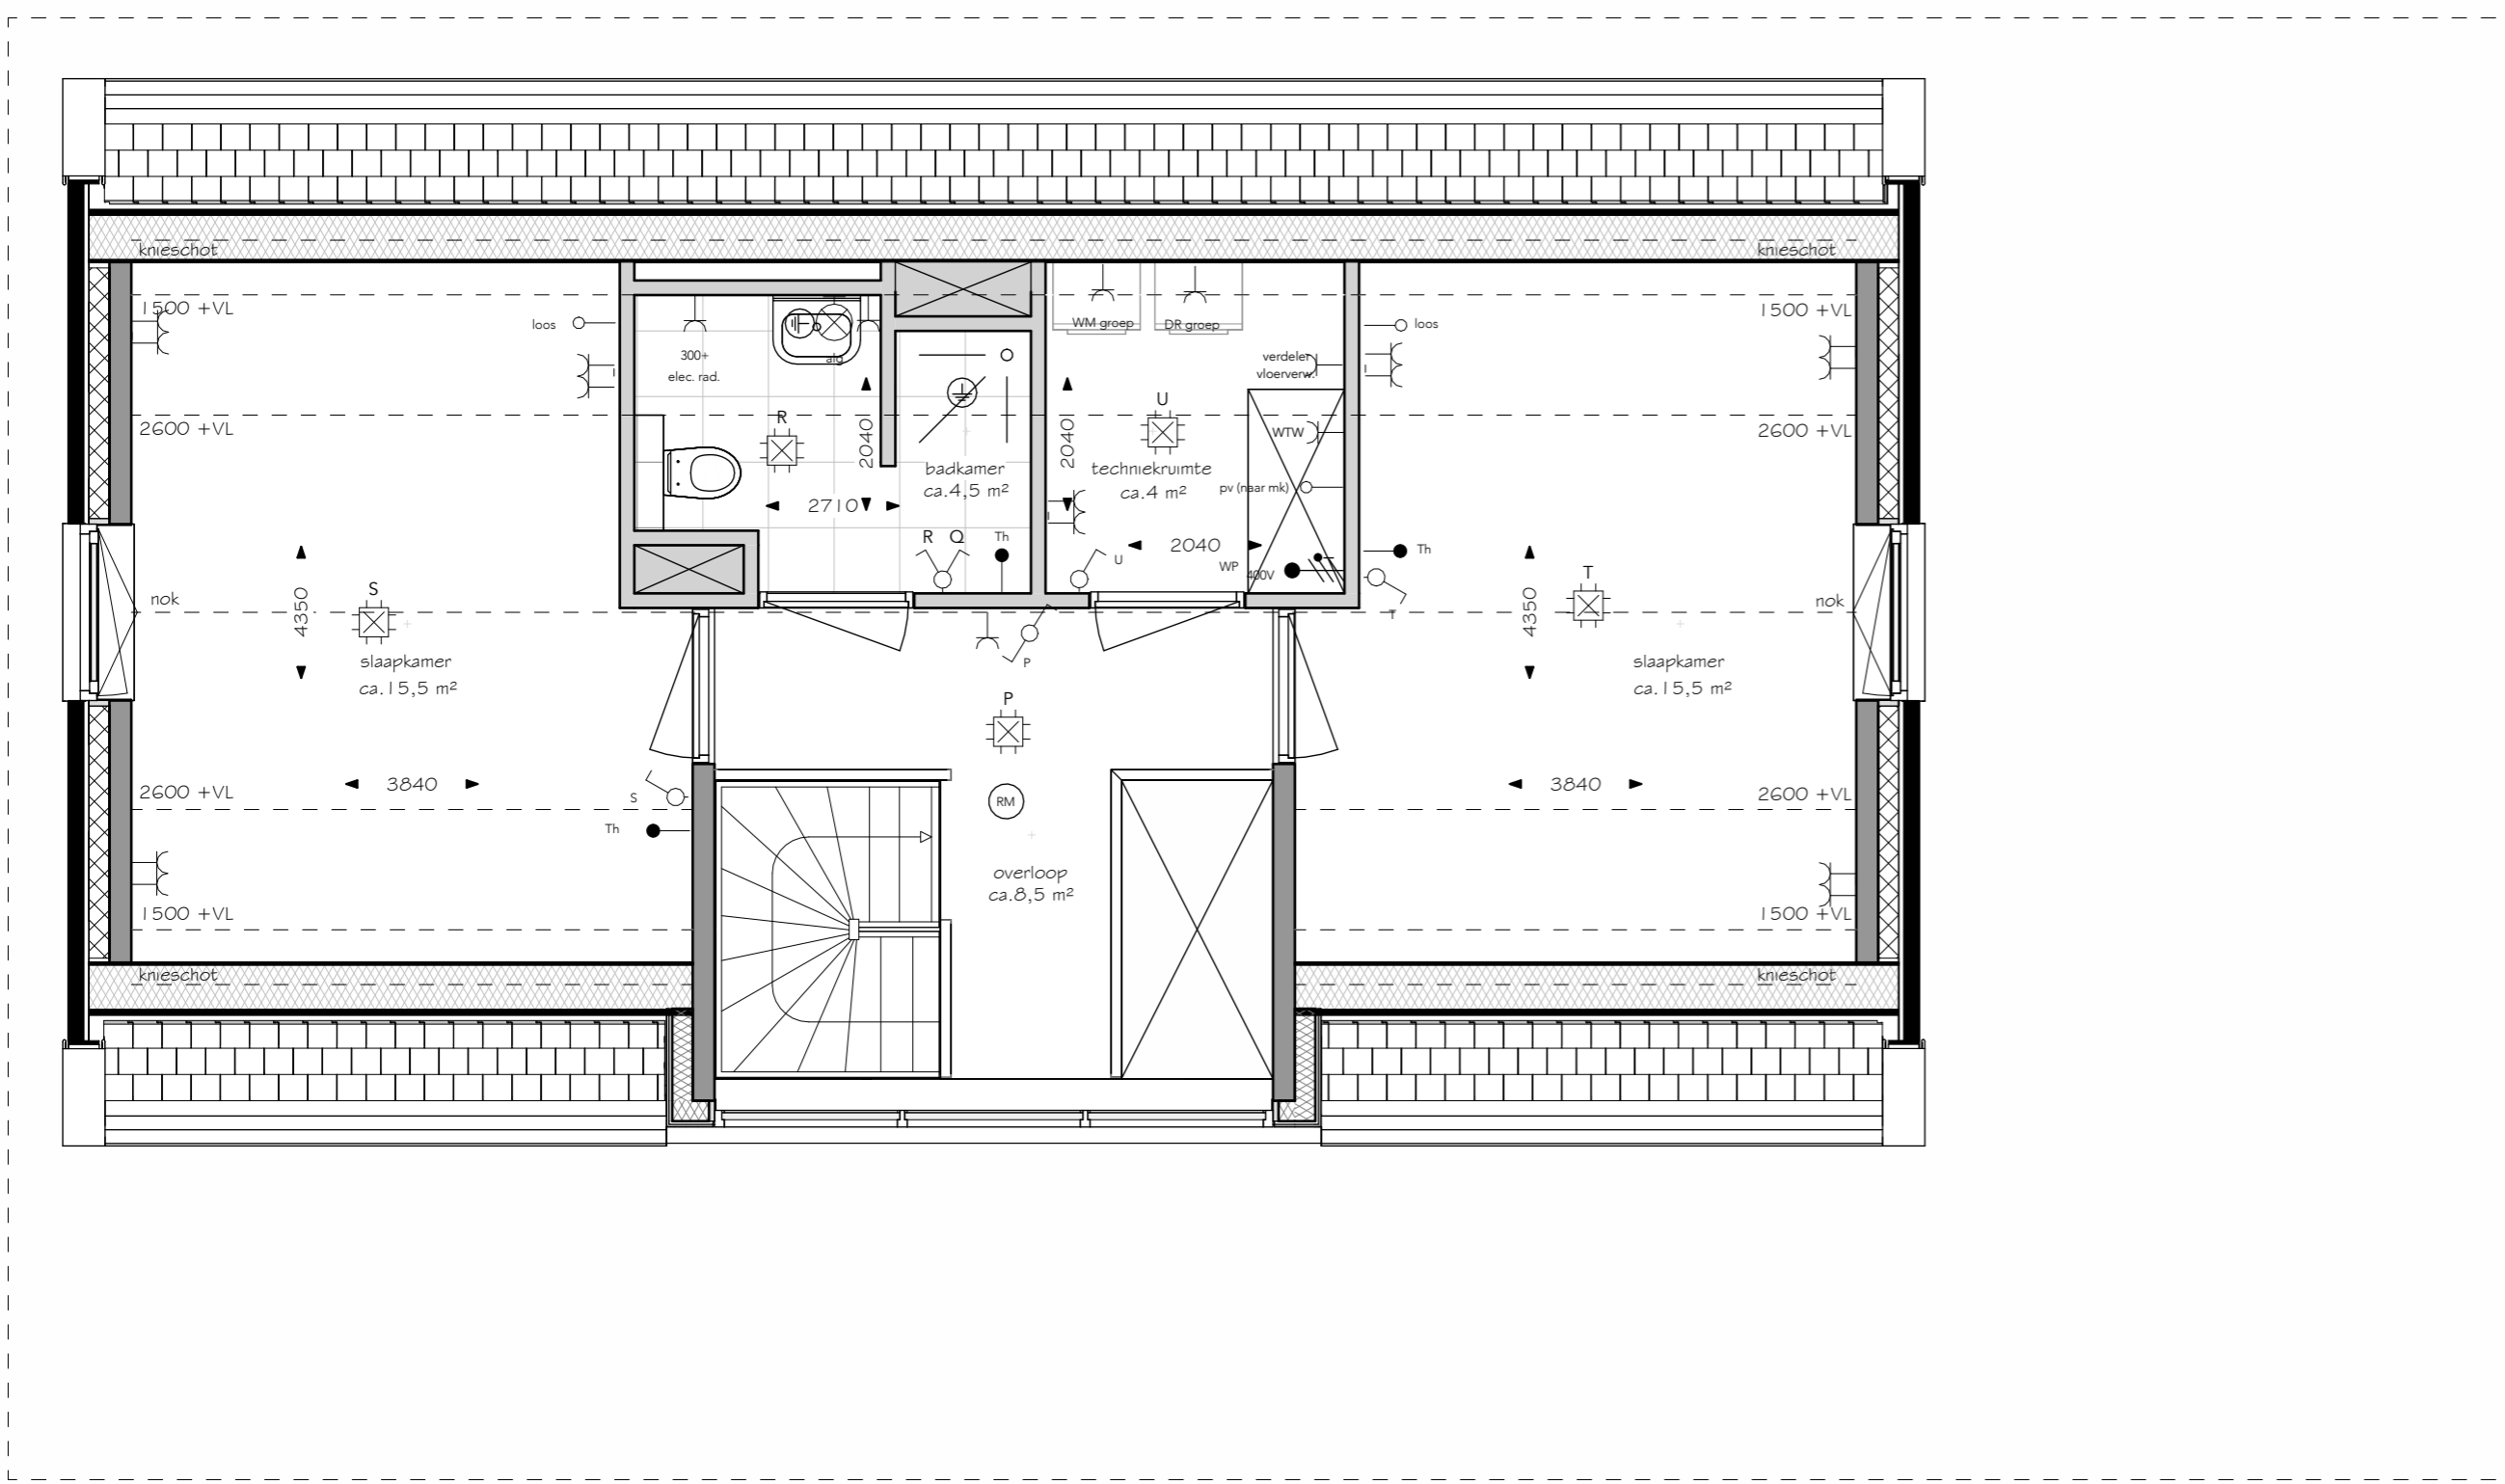 knieschot
knieschot
1500 +VL
1500 +VL
loos
WM groep
DR groep
loos
300+
elec. rad.
alg
verdeler
vloerverw.
2600 +VL
R
2040
2040
U
WTW
2600 +VL
badkamer
ca.4,5 m²
techniekruimte
ca.4 m²
pv (naar mk)
2710
R
Q
Th
U
2040
WP
400V
Th
T
nok
4350
S
slaapkamer
ca.15,5 m²
P
P
4350
T
slaapkamer
ca.15,5 m²
nok
2600 +VL
3840
S
Th
RM
3840
2600 +VL
overloop
ca.8,5 m²
1500 +VL
1500 +VL
knieschot
knieschot